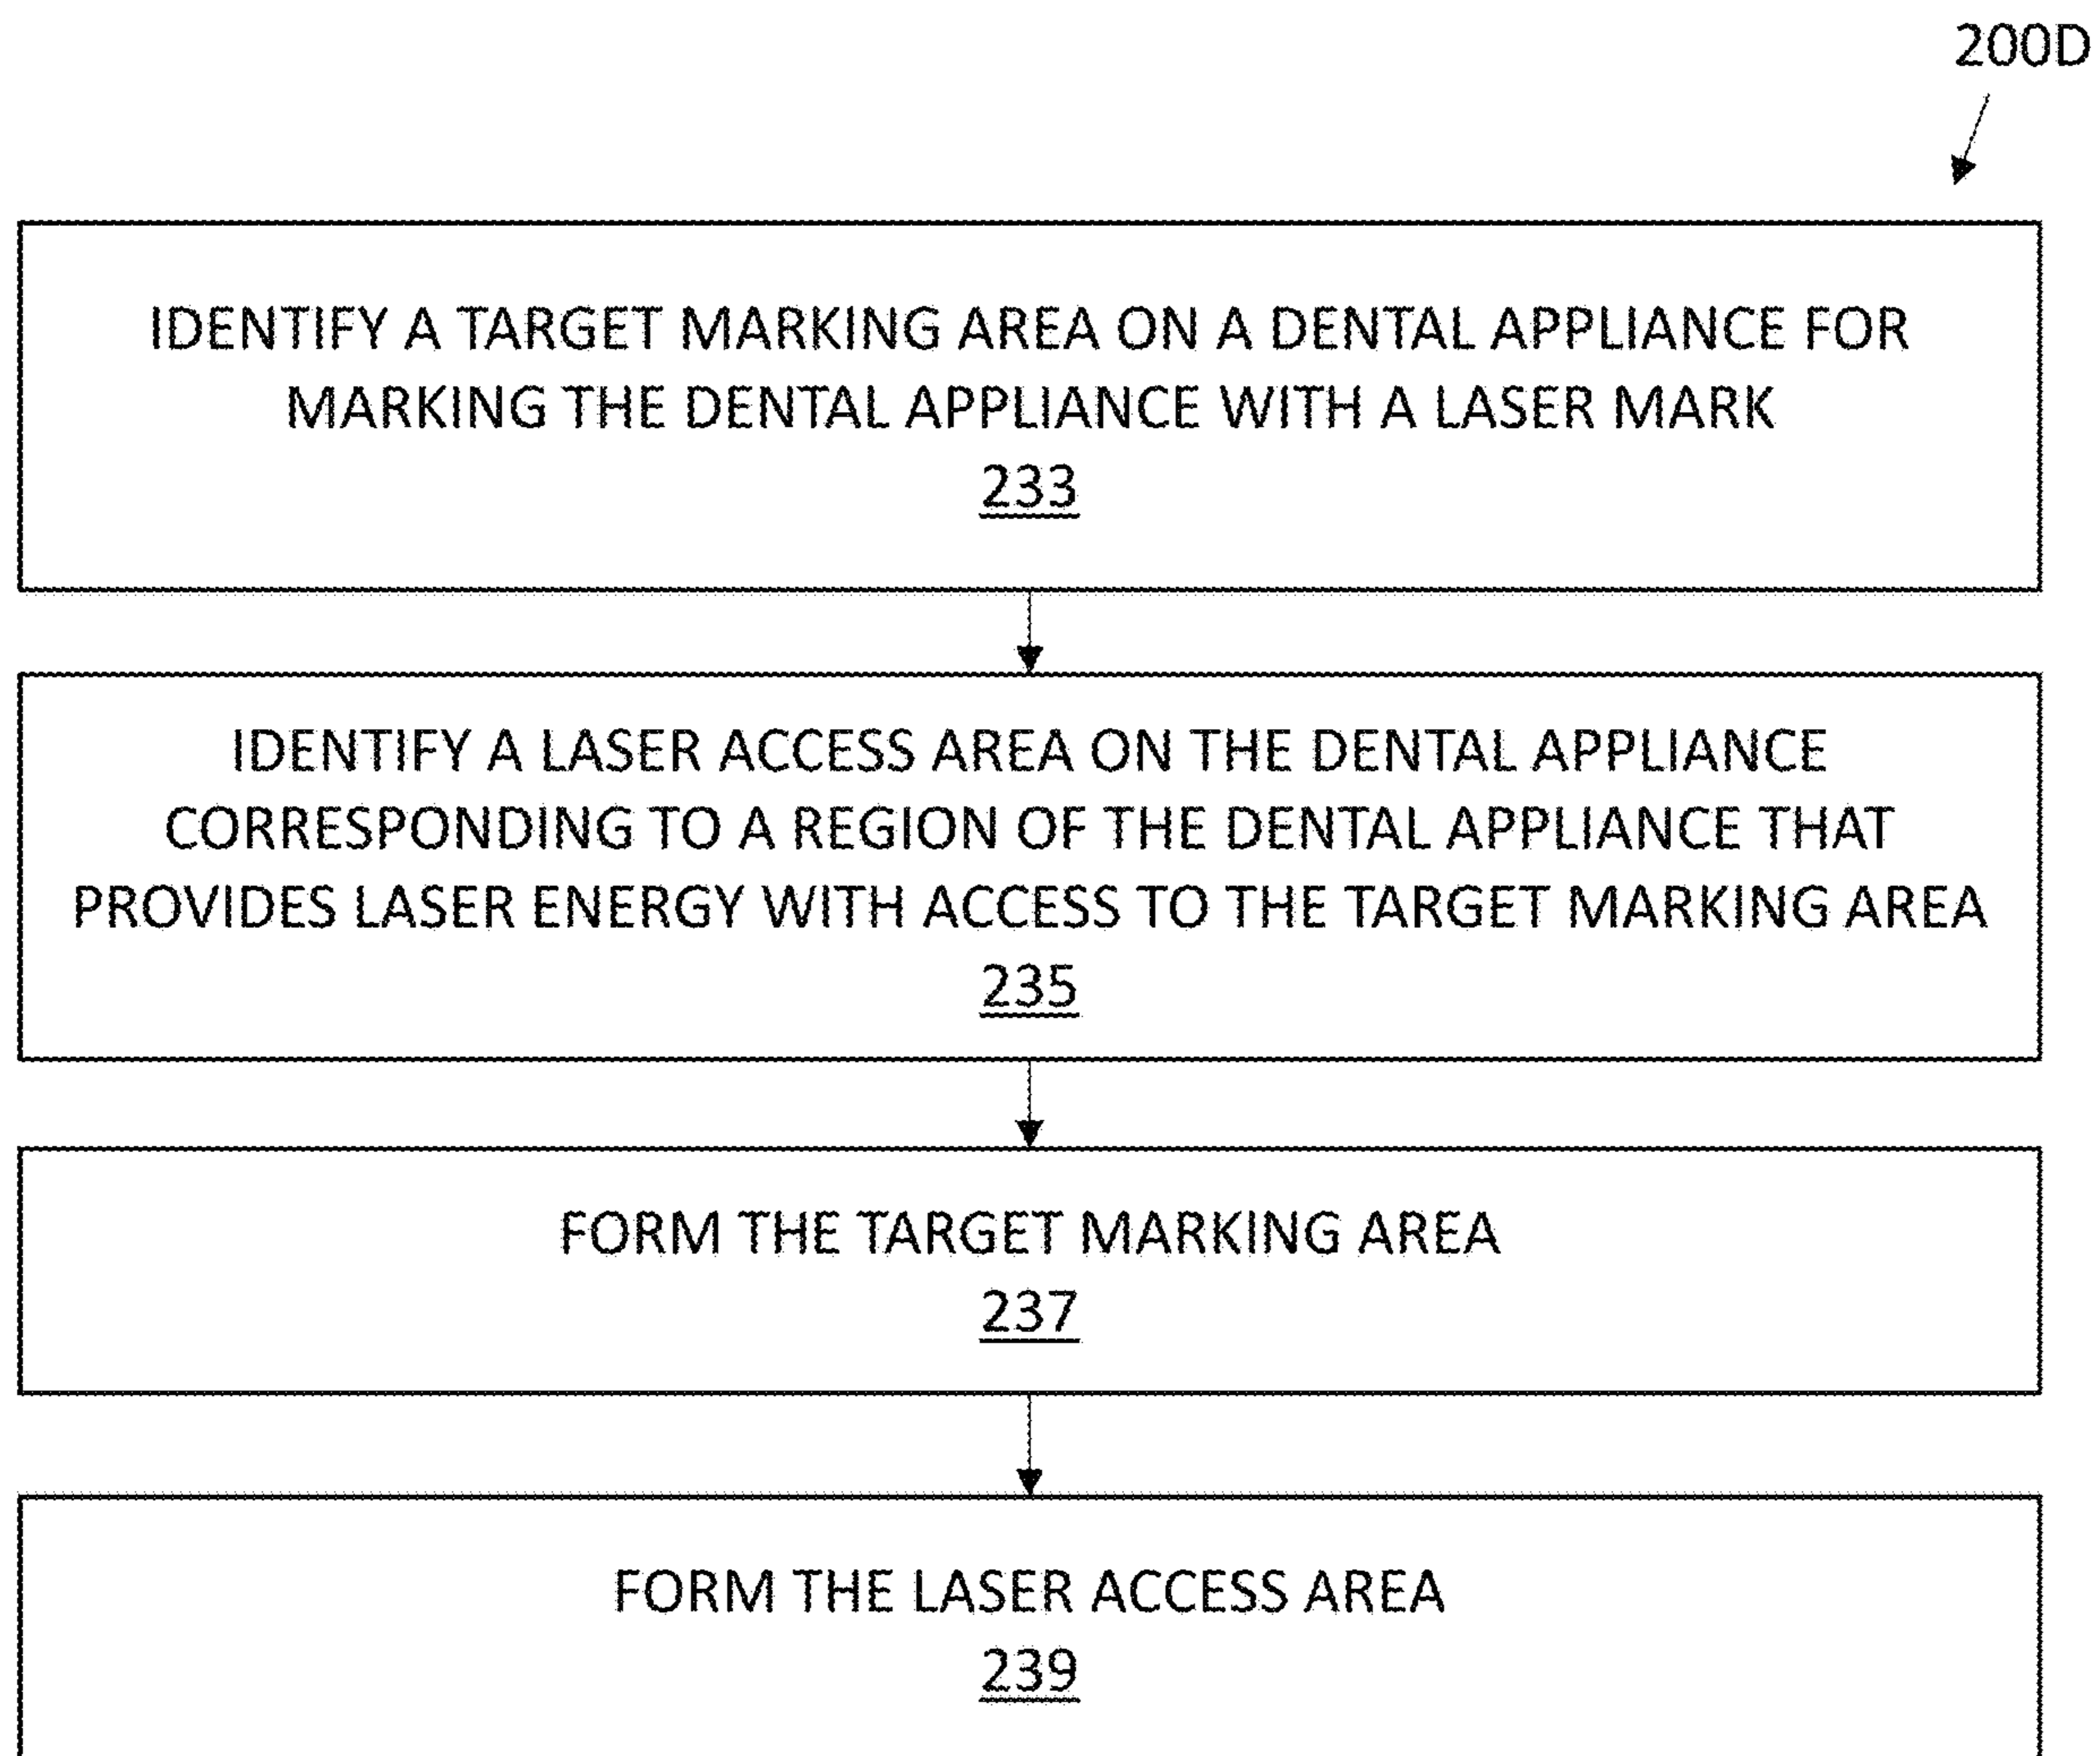 200D
IDENTIFY A TARGET MARKING AREA ON A DENTAL APPLIANCE FOR
MARKING THE DENTAL APPLIANCE WITH A LASER MARK
233
IDENTIFY A LASER ACCESS AREA ON THE DENTAL APPLIANCE
CORRESPONDING TO A REGION OF THE DENTAL APPLIANCE THAT
PROVIDES LASER ENERGY WITH ACCESS TO THE TARGET MARKING AREA
235
FORM THE TARGET MARKING AREA
237
FORM THE LASER ACCESS AREA
239